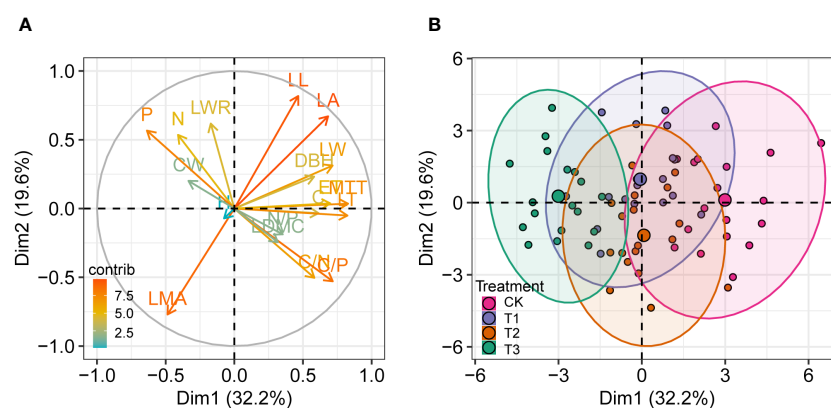 A
1.0
0.5
0.0
−0.5
−1.0
Dim2 (19.6%)
LL
LA
P
N
LWR
LW
DBH
CW
DMC
C/N
C/P
LMA
contrib
7.5
5.0
2.5
−1.0
−0.5
0.0
0.5
1.0
Dim1 (32.2%)
B
6
3
0
−3
−6
Dim2 (19.6%)
Treatment
CK
T1
T2
T3
−6
−3
0
3
6
Dim1 (32.2%)